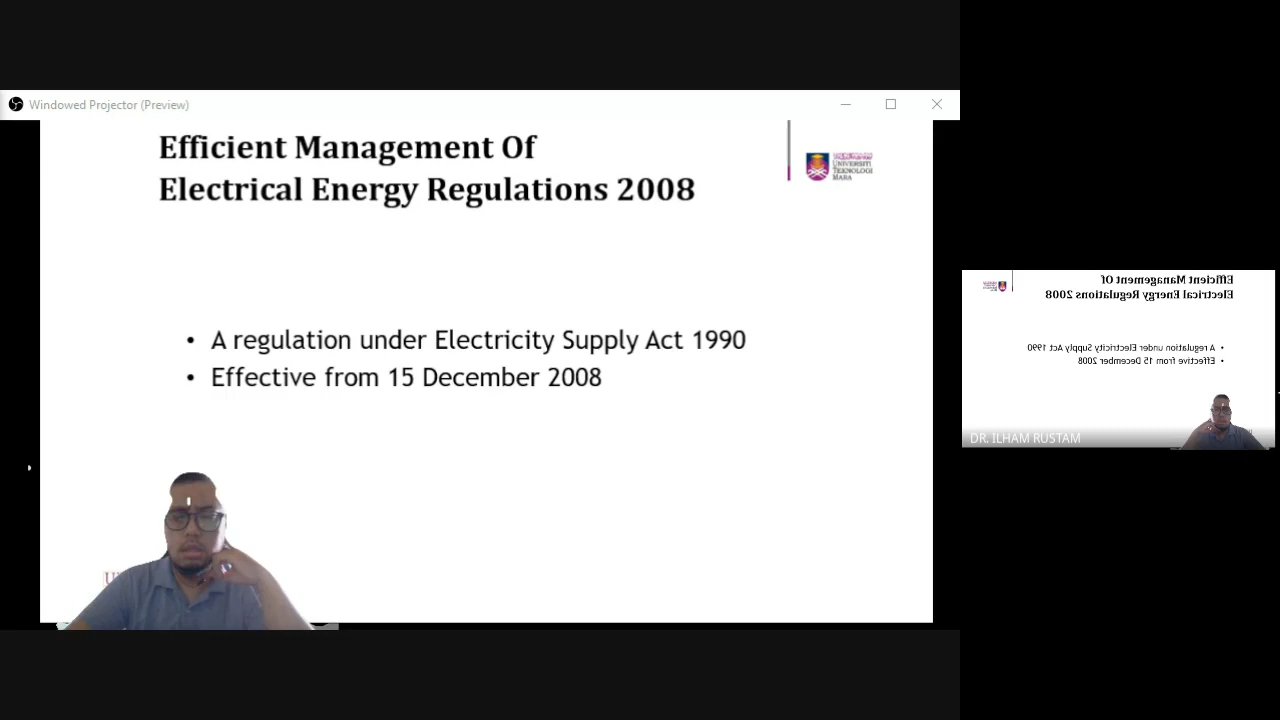 Windowed Projector (Preview)
Efficient Management Of
Electrical Energy Regulations 2008
UNIVERSITI
TEKNOLOGI
MARA
• A regulation under Electricity Supply Act 1990
• Effective from 15 December 2008
Efficient Management Of
Electrical Energy Regulations 2008
• A regulation under Electricity Supply Act 1990
• Effective from 15 December 2008
DR. ILHAM RUSTAM